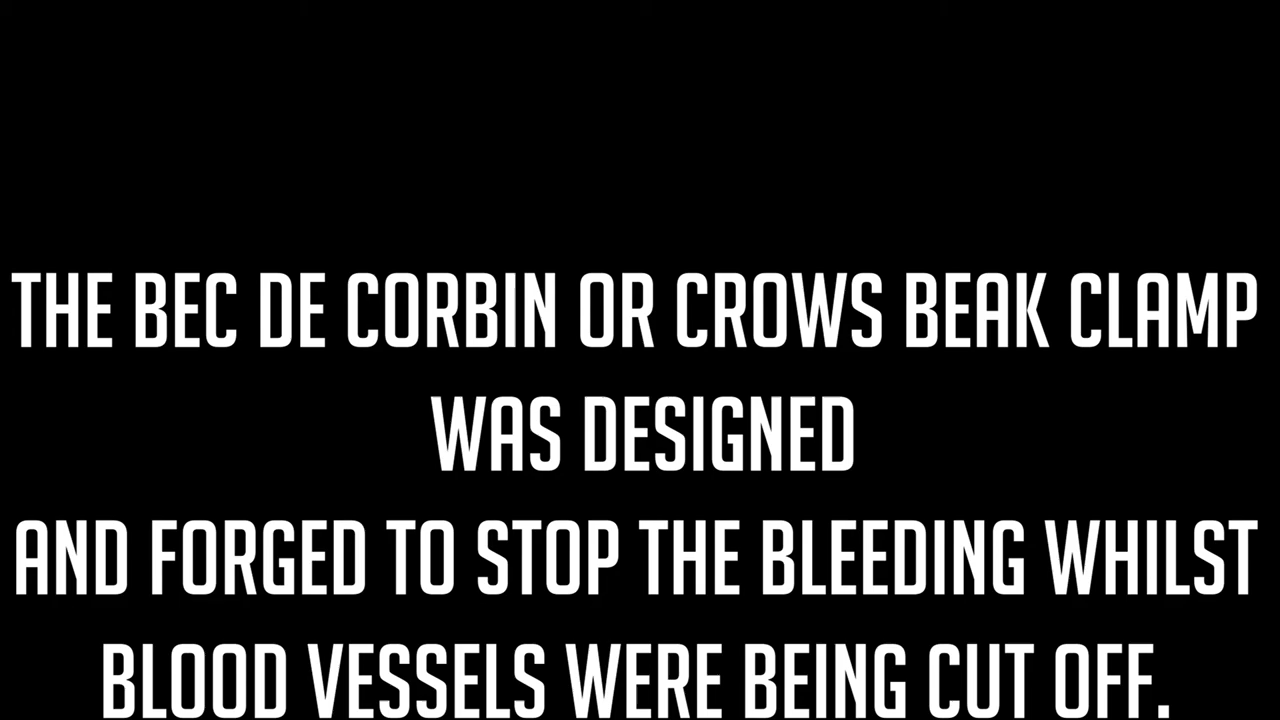 THE BEC DE CORBIN OR CROWS BEAK CLAMP
WAS DESIGNED
AND FORGED TO STOP THE BLEEDING WHILST
BLOOD VESSELS WERE BEING CUT OFF.